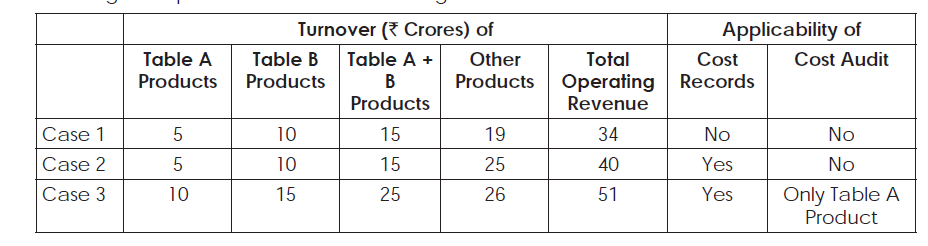 Turnover (₹ Crores) of Applicability of
Table A Products Table B Products Table A + B Products Other Products Total Operating Revenue Cost Records Cost Audit
Case 1 5 10 15 19 34 No No
Case 2 5 10 15 25 40 Yes No
Case 3 10 15 25 26 51 Yes Only Table A Product